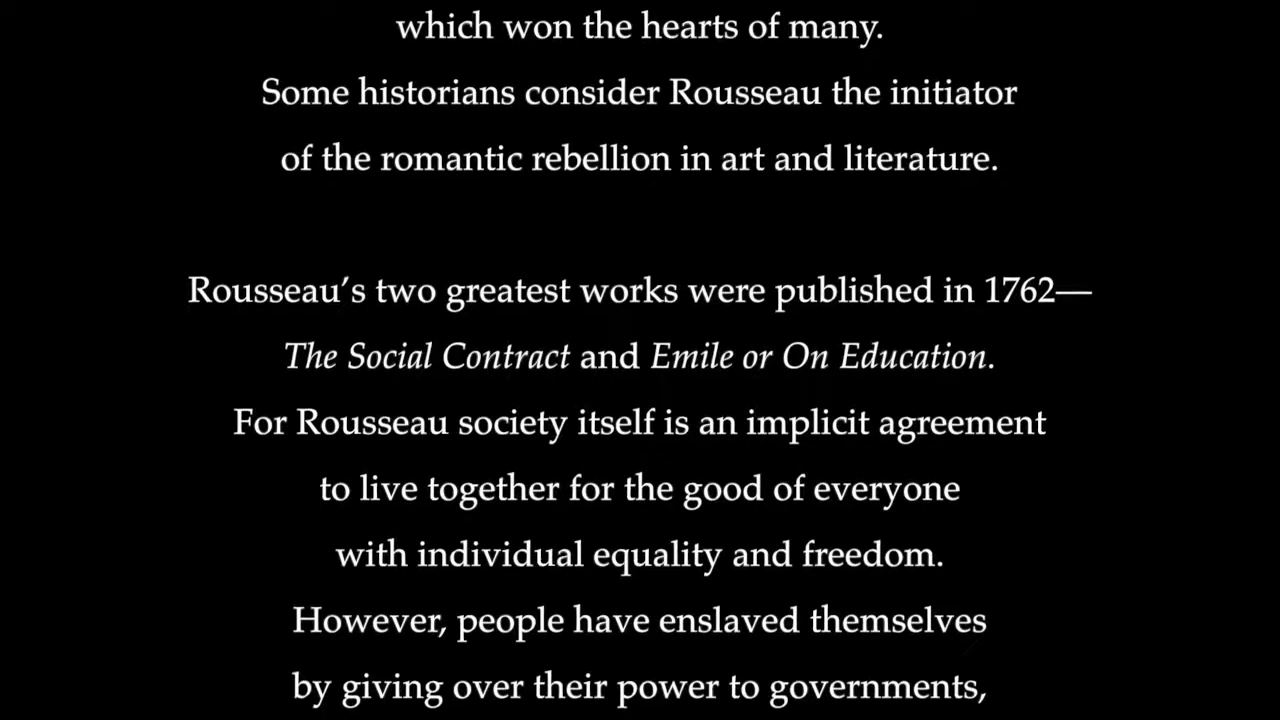 which won the hearts of many.
Some historians consider Rousseau the initiator
of the romantic rebellion in art and literature.
Rousseau’s two greatest works were published in 1762—
The Social Contract and Emile or On Education.
For Rousseau society itself is an implicit agreement
to live together for the good of everyone
with individual equality and freedom.
However, people have enslaved themselves
by giving over their power to governments,